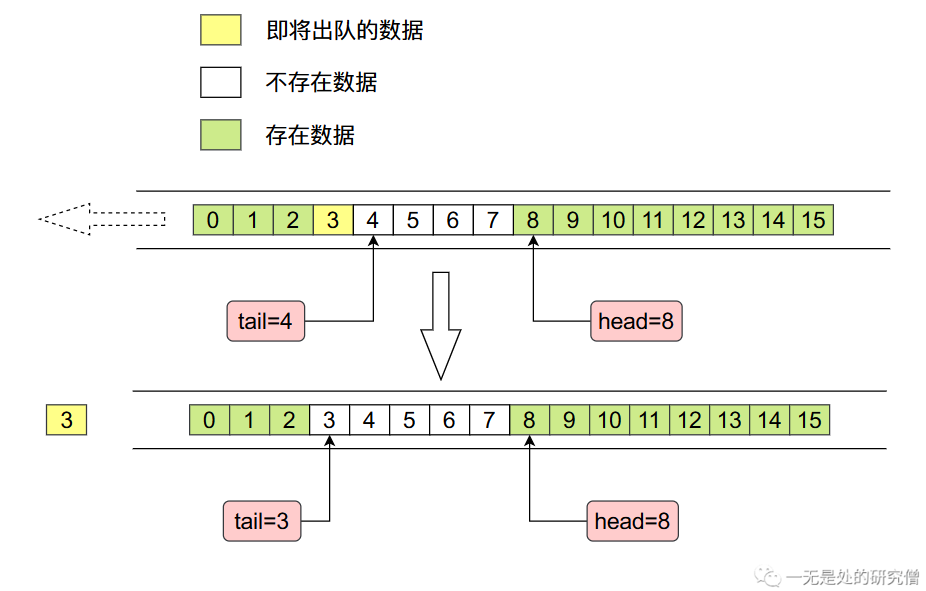 即将出队的数据
不存在数据
存在数据
0 1 2 3 4 5 6 7 8 9 10 11 12 13 14 15
tail=4 head=8
3 0 1 2 3 4 5 6 7 8 9 10 11 12 13 14 15
tail=3 head=8
一无是处的研究僧